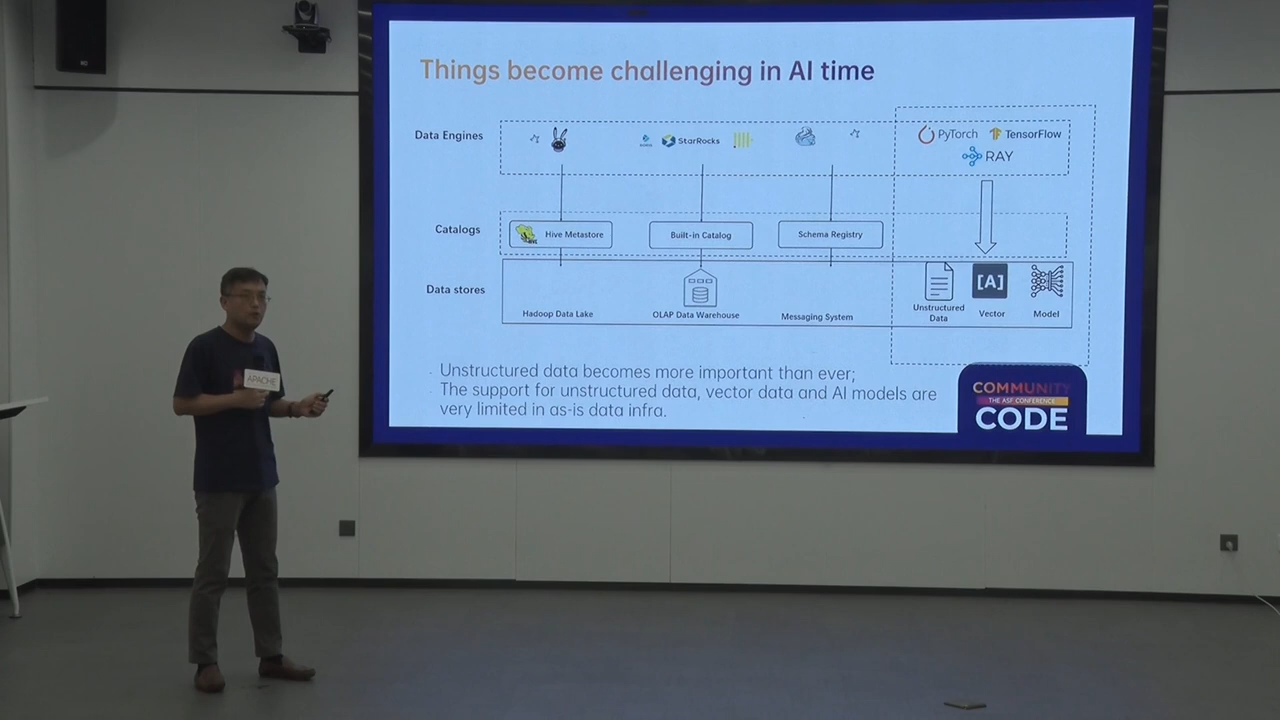 Things become challenging in AI time
Data Engines
StarRocks
PyTorch
TensorFlow
RAY
Catalogs
Hive Metastore
Built-in Catalog
Schema Registry
Data stores
Hadoop Data Lake
OLAP Data Warehouse
Messaging System
Unstructured
Data
[A]
Vector
Model
- Unstructured data becomes more important than ever;
- The support for unstructured data, vector data and AI models are
very limited in as-is data infra.
COMMUNITY
THE ASF CONFERENCE
CODE
APACHE